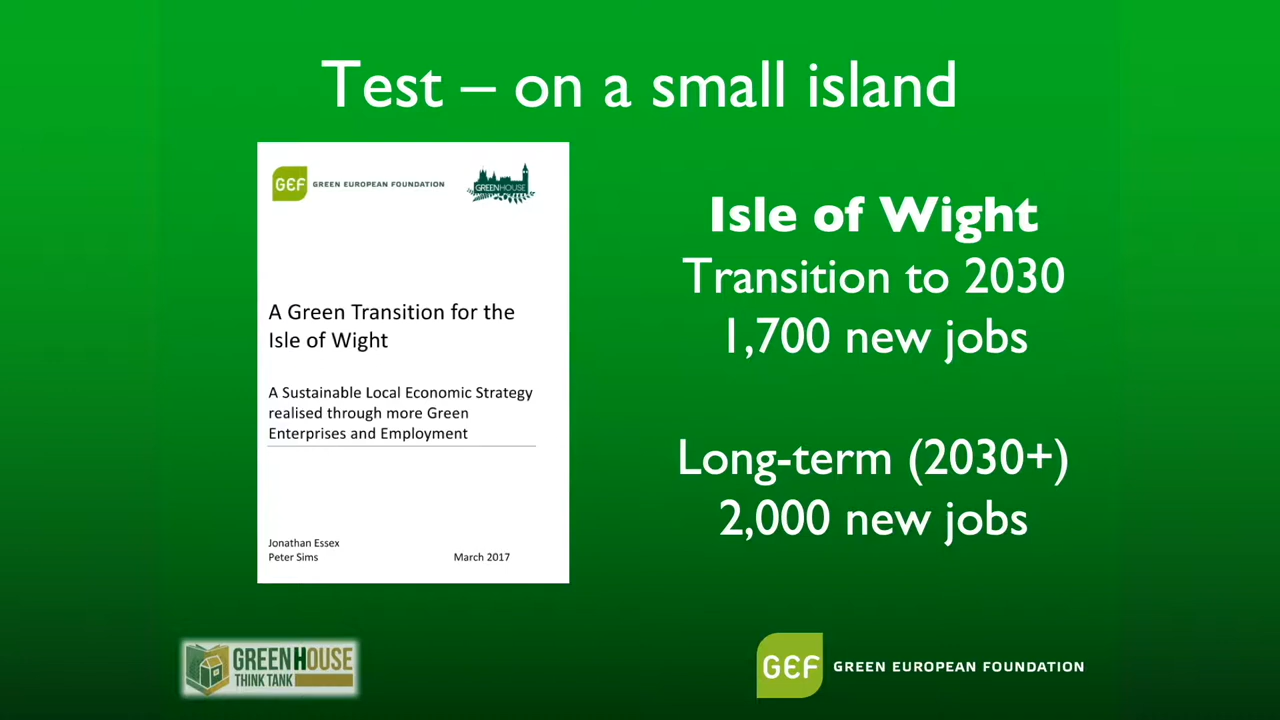 Test – on a small island
GEF GREEN EUROPEAN FOUNDATION
GREENHOUSE
A Green Transition for the
Isle of Wight
A Sustainable Local Economic Strategy
realised through more Green
Enterprises and Employment
Jonathan Essex
Peter Sims
March 2017
Isle of Wight
Transition to 2030
1,700 new jobs
Long-term (2030+)
2,000 new jobs
GREENHOUSE
THINK TANK
GEF GREEN EUROPEAN FOUNDATION